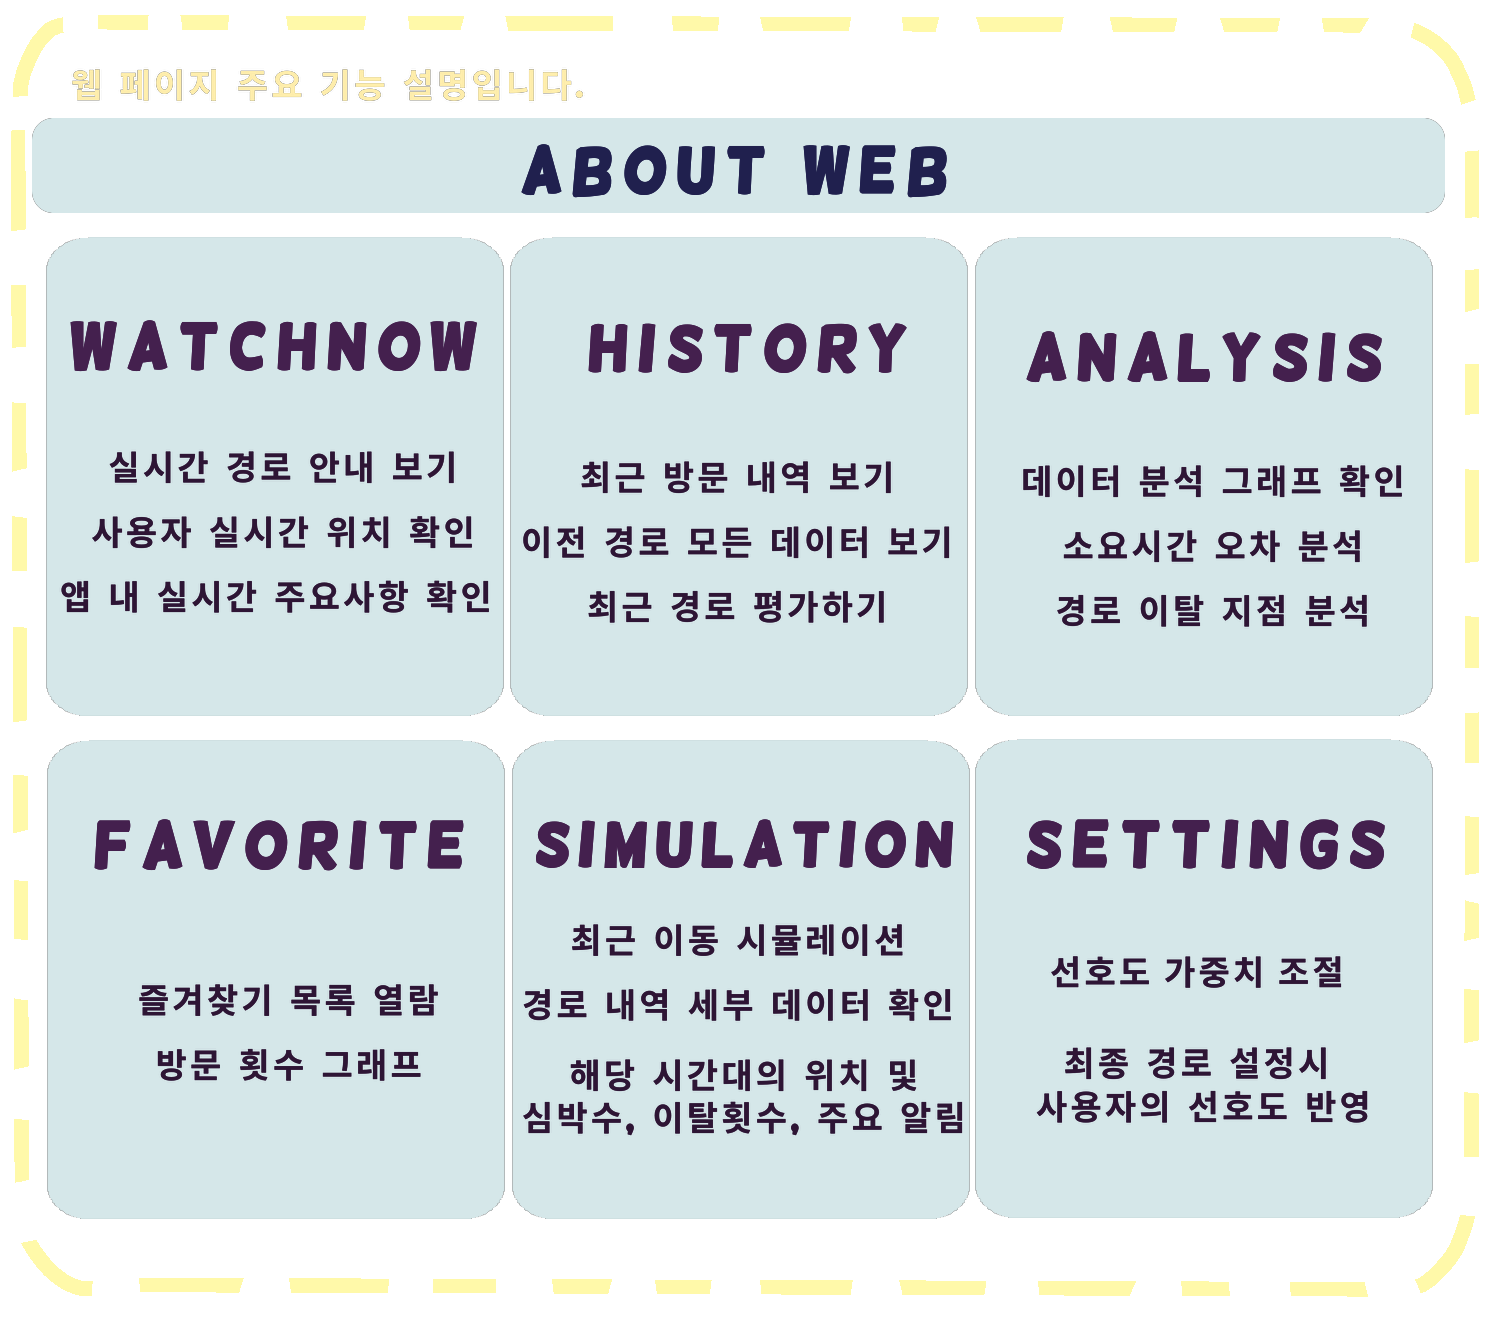 웹 페이지 주요 기능 설명입니다.
ABOUT WEB
WATCHNOW
실시간 경로 안내 보기
사용자 실시간 위치 확인
앱 내 실시간 주요사항 확인
HISTORY
최근 방문 내역 보기
이전 경로 모든 데이터 보기
최근 경로 평가하기
ANALYSIS
데이터 분석 그래프 확인
소요시간 오차 분석
경로 이탈 지점 분석
FAVORITE
즐겨찾기 목록 열람
방문 횟수 그래프
SIMULATION
최근 이동 시뮬레이션
경로 내역 세부 데이터 확인
해당 시간대의 위치 및
심박수, 이탈횟수, 주요 알림
SETTINGS
선호도 가중치 조절
최종 경로 설정시
사용자의 선호도 반영